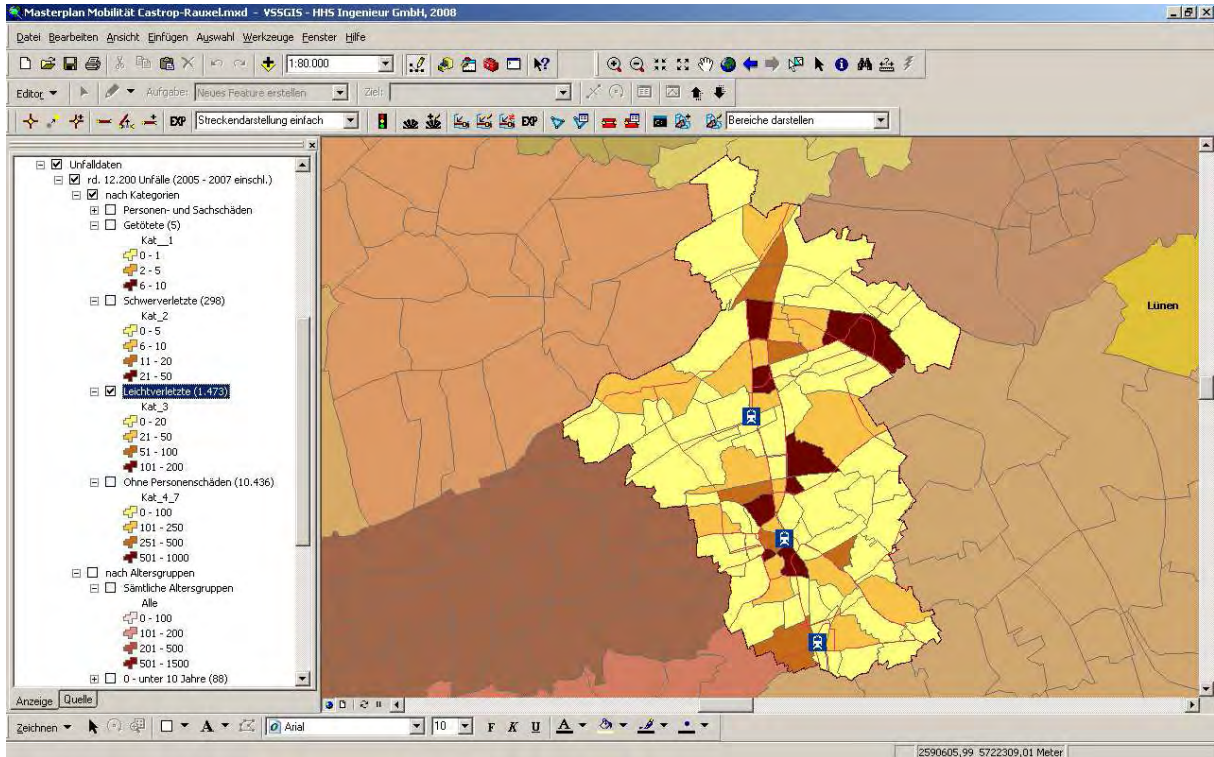 Masterplan Mobilität Castrop-Rauxel.mxd - VSSGIS - HHS Ingenieur GmbH, 2008
Datei Bearbeiten Ansicht Einfügen Auswahl Werkzeuge Fenster Hilfe
1:80.000
Editor Aufgabe: Neues Feature erstellen Ziel:
EXP Streckendarstellung einfach EXP Bereiche darstellen
Unfalldaten
rd. 12.200 Unfälle (2005 - 2007 einschl.)
nach Kategorien
Personen- und Sachschäden
Getötete (5)
Kat__1
0 - 1
2 - 5
6 - 10
Schwerverletzte (298)
Kat_2
0 - 5
6 - 10
11 - 20
21 - 50
Leichtverletzte (1.473)
Kat_3
0 - 20
21 - 50
51 - 100
101 - 200
Ohne Personenschäden (10.436)
Kat_4_7
0 - 100
101 - 250
251 - 500
501 - 1000
nach Altersgruppen
Sämtliche Altersgruppen
Alle
0 - 100
101 - 200
201 - 500
501 - 1500
0 - unter 10 Jahre (88)
Lünen
Anzeige Quelle
Zeichnen A Arial 10 F K U A
2590605,99 5722309,01 Meter